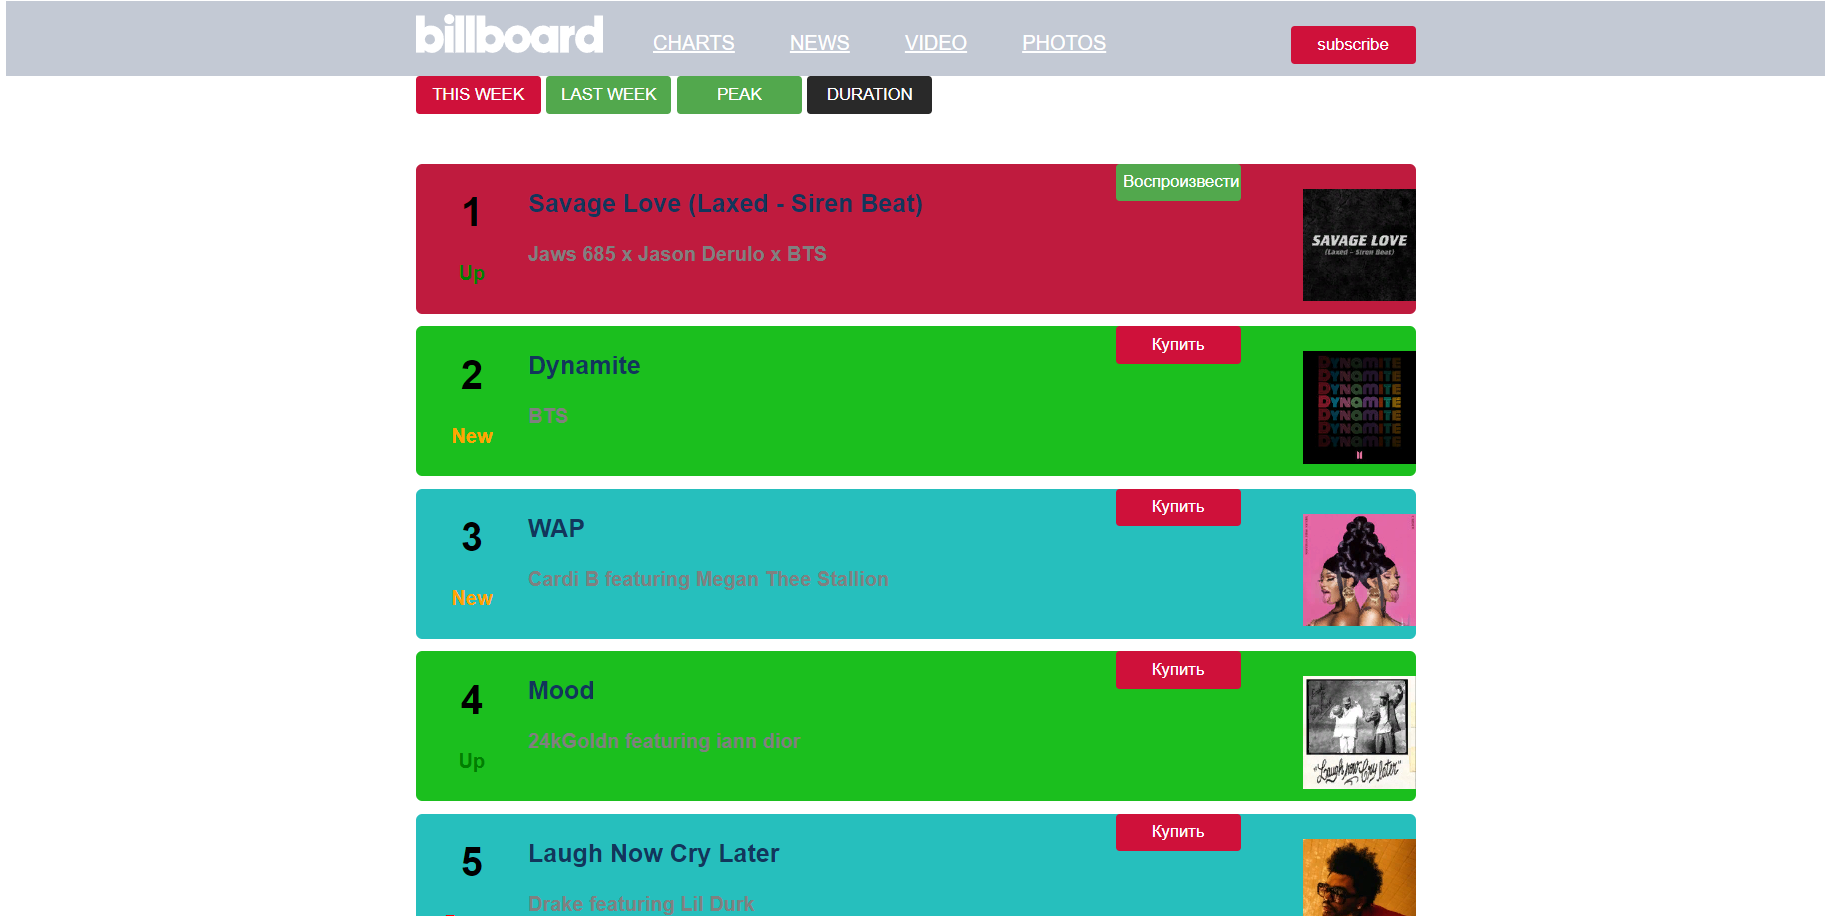 billboard
CHARTS NEWS VIDEO PHOTOS
subscribe
THIS WEEK LAST WEEK PEAK DURATION
1
Savage Love (Laxed - Siren Beat)
Jaws 685 x Jason Derulo x BTS
Up
Воспроизвести
SAVAGE LOVE
(Laxed - Siren Beat)
2
Dynamite
BTS
New
Купить
DYNAMITE
DYNAMITE
DYNAMITE
DYNAMITE
DYNAMITE
DYNAMITE
DYNAMITE
3
WAP
Cardi B featuring Megan Thee Stallion
New
Купить
4
Mood
24kGoldn featuring iann dior
Up
Купить
"Laugh now Cry later"
5
Laugh Now Cry Later
Drake featuring Lil Durk
Купить